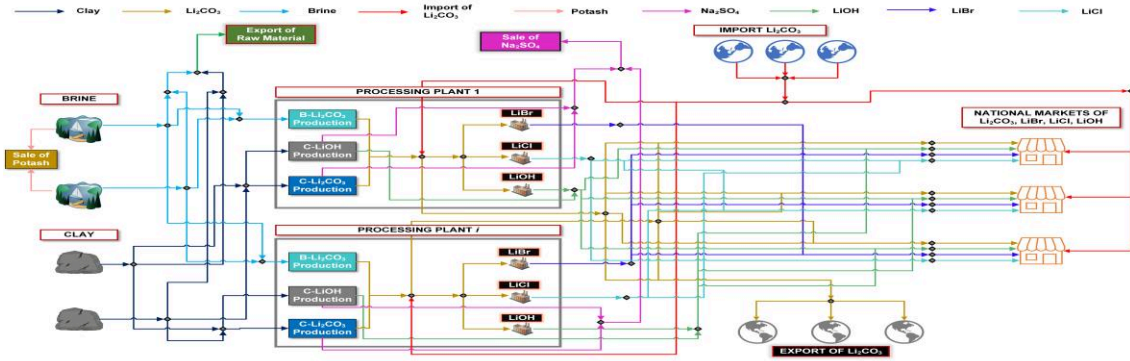 Clay
Li₂CO₃
Brine
Import of
Li₂CO₃
Potash
Na₂SO₄
LiOH
LiBr
LiCl
Export of
Raw Material
Sale of
Na₂SO₄
IMPORT Li₂CO₃
BRINE
PROCESSING PLANT 1
NATIONAL MARKETS OF
Li₂CO₃, LiBr, LiCl, LiOH
B-Li₂CO₃
Production
LiBr
C-LiOH
Production
LiCl
Sale of
Potash
C-Li₂CO₃
Production
LiOH
CLAY
PROCESSING PLANT i
B-Li₂CO₃
Production
LiBr
C-LiOH
Production
LiCl
C-Li₂CO₃
Production
LiOH
EXPORT OF Li₂CO₃